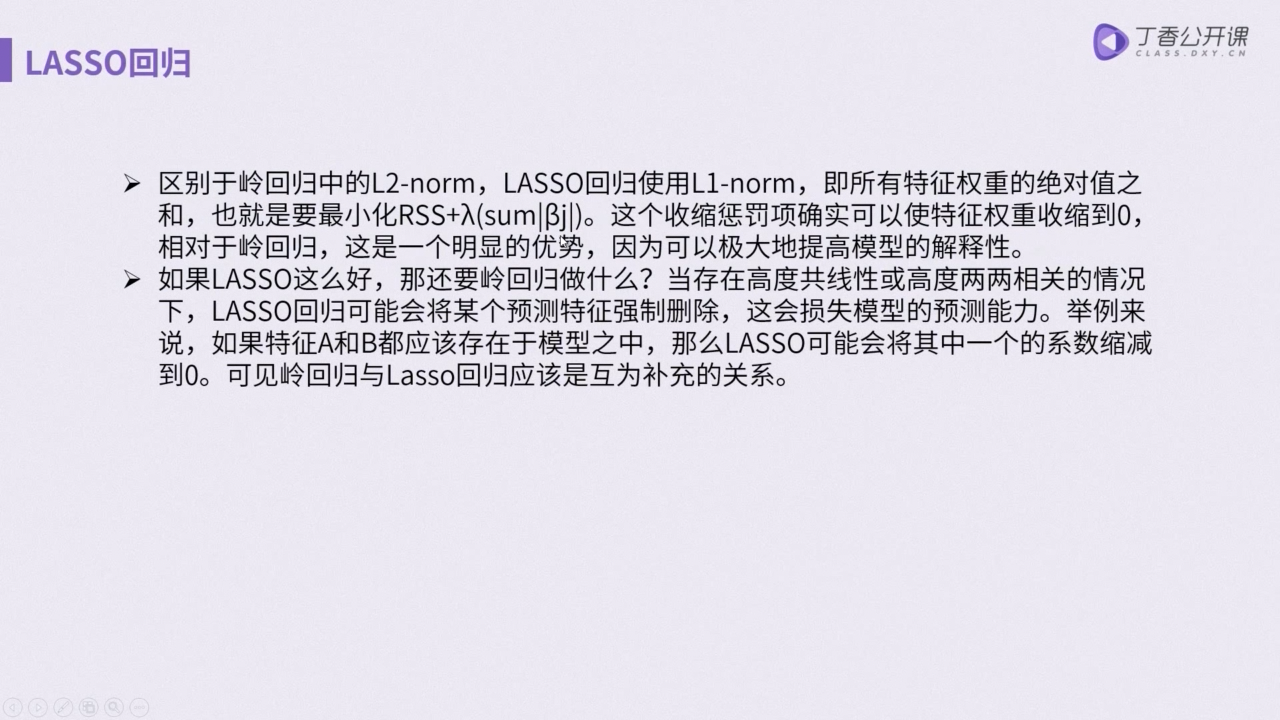 LASSO回归
丁香公开课
CLASS.DXY.CN
➢ 区别于岭回归中的L2-norm，LASSO回归使用L1-norm，即所有特征权重的绝对值之
和，也就是要最小化RSS+λ(sum|βj|)。这个收缩惩罚项确实可以使特征权重收缩到0，
相对于岭回归，这是一个明显的优势，因为可以极大地提高模型的解释性。
➢ 如果LASSO这么好，那还要岭回归做什么？当存在高度共线性或高度两两相关的情况
下，LASSO回归可能会将某个预测特征强制删除，这会损失模型的预测能力。举例来
说，如果特征A和B都应该存在于模型之中，那么LASSO可能会将其中一个的系数缩减
到0。可见岭回归与Lasso回归应该是互为补充的关系。